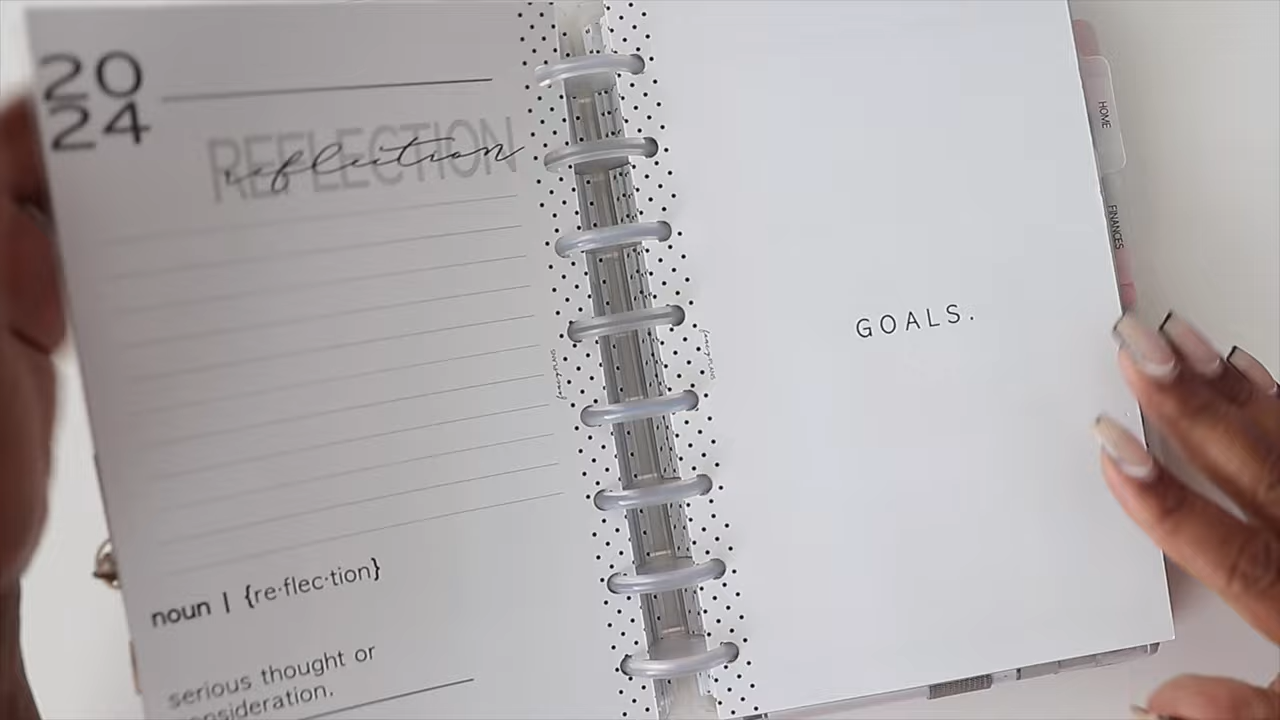 20
24
REFLECTION
reflection
noun | {re·flec·tion}
serious thought or
consideration.
GOALS.
HOME
FINANCES